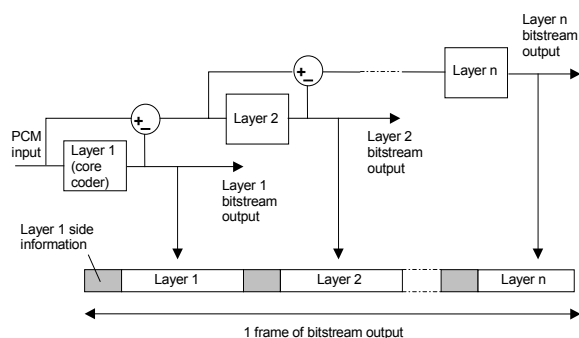 Layer n
bitstream
output
Layer n
+
–
Layer 2
Layer 2
bitstream
output
+
–
PCM
input
Layer 1
(core
coder)
Layer 1
bitstream
output
Layer 1 side
information
Layer 1
Layer 2
Layer n
1 frame of bitstream output